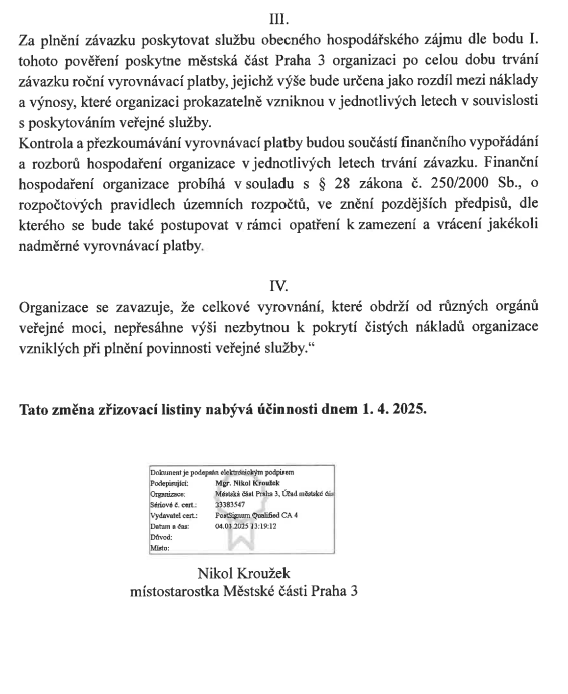 III.
Za plnění závazku poskytovat službu obecného hospodářského zájmu dle bodu I.
tohoto pověření poskytne městská část Praha 3 organizaci po celou dobu trvání
závazku roční vyrovnávací platby, jejichž výše bude určena jako rozdíl mezi náklady
a výnosy, které organizaci prokazatelně vzniknou v jednotlivých letech v souvislosti
s poskytováním veřejné služby.
Kontrola a přezkoumávání vyrovnávací platby budou součástí finančního vypořádání
a rozborů hospodaření organizace v jednotlivých letech trvání závazku. Finanční
hospodaření organizace probíhá v souladu s § 28 zákona č. 250/2000 Sb., o
rozpočtových pravidlech územních rozpočtů, ve znění pozdějších předpisů, dle
kterého se bude také postupovat v rámci opatření k zamezení a vrácení jakékoli
nadměrné vyrovnávací platby.
IV.
Organizace se zavazuje, že celkové vyrovnání, které obdrží od různých orgánů
veřejné moci, nepřesáhne výši nezbytnou k pokrytí čistých nákladů organizace
vzniklých při plnění povinnosti veřejné služby.“
Tato změna zřizovací listiny nabývá účinnosti dnem 1. 4. 2025.
Dokument je podepsán elektronickým podpisem
Podepisující: Mgr. Nikol Kroužek
Organizace: Městská část Praha 3, Úřad městské čás
Sériové č. cert.: 33383547
Vydavatel cert.: PostSignum Qualified CA 4
Datum a čas: 13:19:12
Důvod:
Místo:
Nikol Kroužek
místostarostka Městské části Praha 3